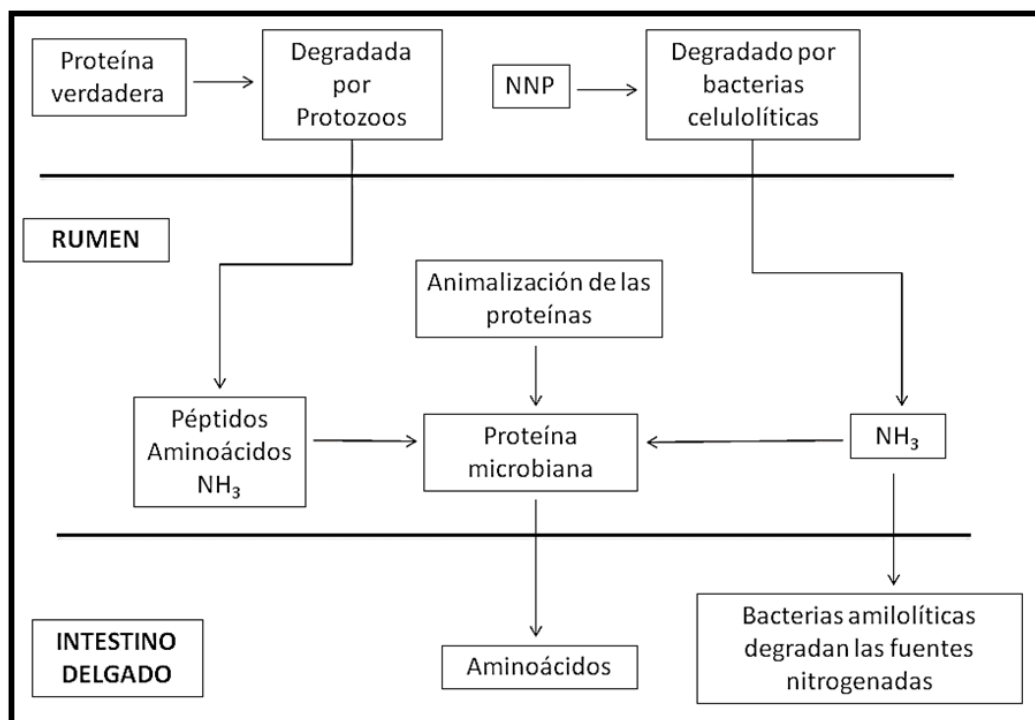 Proteína
verdadera
Degradada
por
Protozoos
NNP
Degradado por
bacterias
celulolíticas
RUMEN
Animalización de las
proteínas
Péptidos
Aminoácidos
NH₃
Proteína
microbiana
NH₃
INTESTINO
DELGADO
Aminoácidos
Bacterias amilolíticas
degradan las fuentes
nitrogenadas